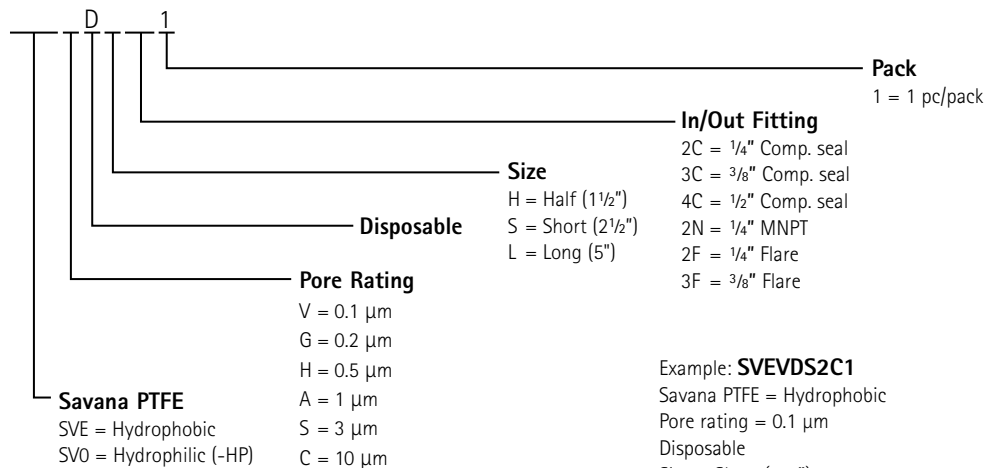 D 1
Pack
1 = 1 pc/pack
In/Out Fitting
2C = 1/4" Comp. seal
3C = 3/8" Comp. seal
4C = 1/2" Comp. seal
2N = 1/4" MNPT
2F = 1/4" Flare
3F = 3/8" Flare
Size
H = Half (1 1/2")
S = Short (2 1/2")
L = Long (5")
Disposable
Pore Rating
V = 0.1 µm
G = 0.2 µm
H = 0.5 µm
A = 1 µm
S = 3 µm
C = 10 µm
Savana PTFE
SVE = Hydrophobic
SV0 = Hydrophilic (-HP)
Example: SVEVDS2C1
Savana PTFE = Hydrophobic
Pore rating = 0.1 µm
Disposable